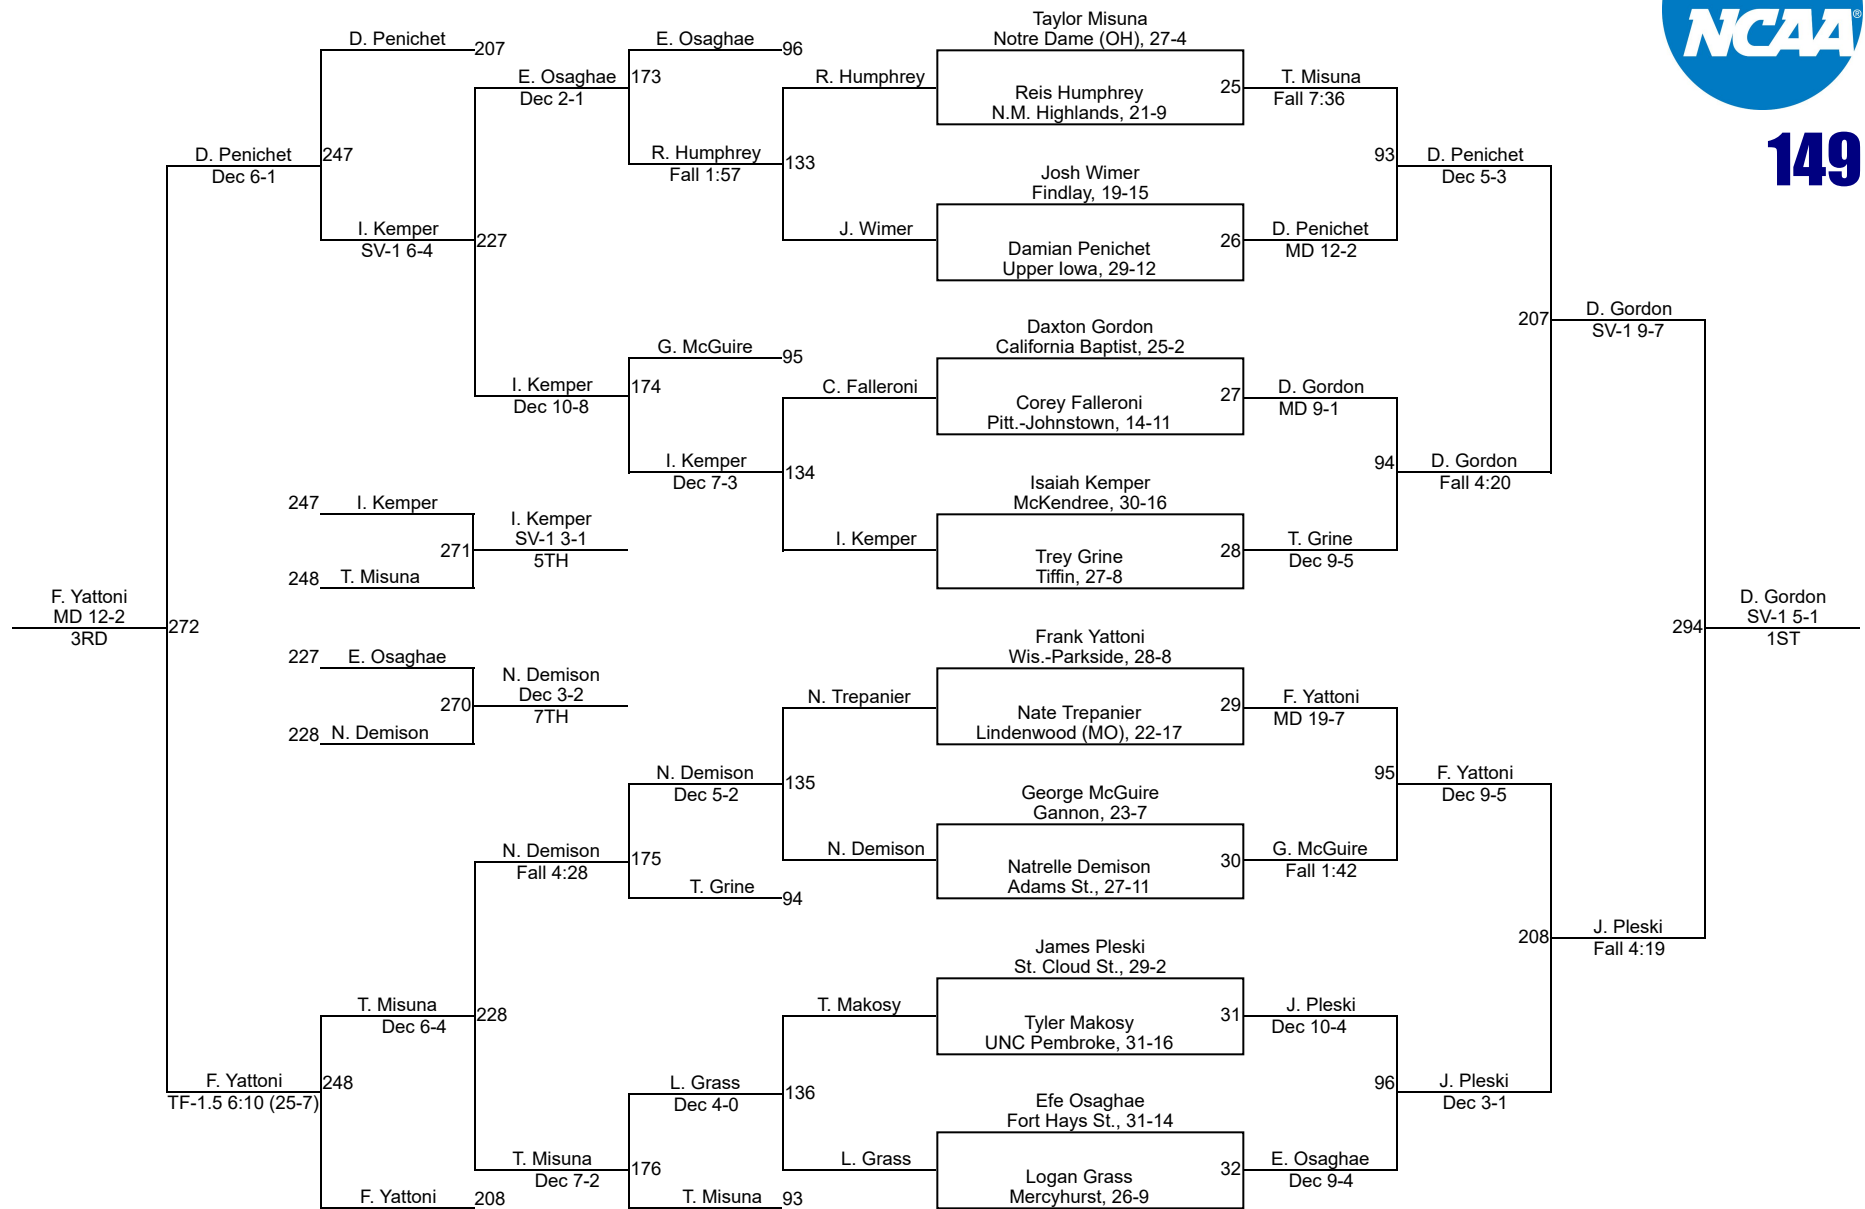 NCAA®
149
Taylor Misuna
Notre Dame (OH), 27-4
Reis Humphrey
N.M. Highlands, 21-9
25
Josh Wimer
Findlay, 19-15
Damian Penichet
Upper Iowa, 29-12
26
Daxton Gordon
California Baptist, 25-2
Corey Falleroni
Pitt.-Johnstown, 14-11
27
Isaiah Kemper
McKendree, 30-16
Trey Grine
Tiffin, 27-8
28
Frank Yattoni
Wis.-Parkside, 28-8
Nate Trepanier
Lindenwood (MO), 22-17
29
George McGuire
Gannon, 23-7
Natrelle Demison
Adams St., 27-11
30
James Pleski
St. Cloud St., 29-2
Tyler Makosy
UNC Pembroke, 31-16
31
Efe Osaghae
Fort Hays St., 31-14
Logan Grass
Mercyhurst, 26-9
32
T. Misuna
Fall 7:36
93
D. Penichet
MD 12-2
D. Gordon
MD 9-1
94
T. Grine
Dec 9-5
F. Yattoni
MD 19-7
95
G. McGuire
Fall 1:42
J. Pleski
Dec 10-4
96
E. Osaghae
Dec 9-4
D. Penichet
Dec 5-3
207
D. Gordon
Fall 4:20
F. Yattoni
Dec 9-5
208
J. Pleski
Dec 3-1
D. Gordon
SV-1 9-7
294
J. Pleski
Fall 4:19
D. Gordon
SV-1 5-1
1ST
R. Humphrey
133
J. Wimer
C. Falleroni
134
I. Kemper
N. Trepanier
135
N. Demison
T. Makosy
136
L. Grass
E. Osaghae
96
173
R. Humphrey
Fall 1:57
G. McGuire
95
174
I. Kemper
Dec 7-3
N. Demison
Dec 5-2
175
T. Grine
94
L. Grass
Dec 4-0
176
T. Misuna
93
E. Osaghae
Dec 2-1
227
I. Kemper
Dec 10-8
N. Demison
Fall 4:28
228
T. Misuna
Dec 7-2
D. Penichet
207
247
I. Kemper
SV-1 6-4
T. Misuna
Dec 6-4
248
F. Yattoni
208
D. Penichet
Dec 6-1
272
F. Yattoni
TF-1.5 6:10 (25-7)
F. Yattoni
MD 12-2
3RD
247
I. Kemper
271
248
T. Misuna
I. Kemper
SV-1 3-1
5TH
227
E. Osaghae
270
228
N. Demison
N. Demison
Dec 3-2
7TH